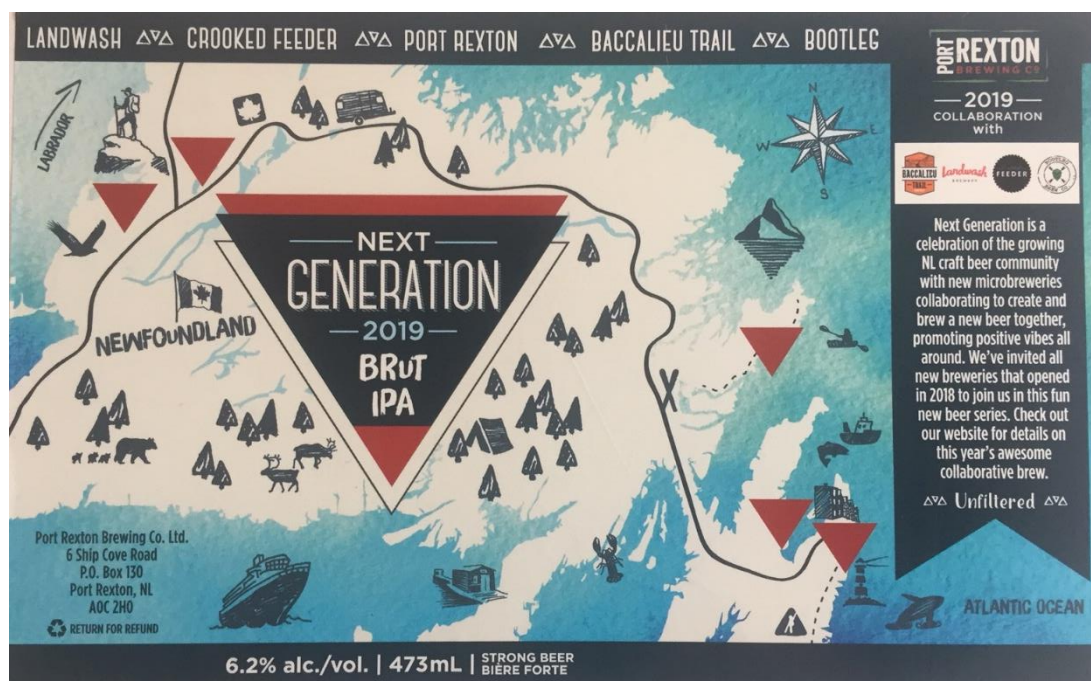 LANDWASH CROOKED FEEDER PORT REXTON BACCALIEU TRAIL BOOTLEG
LABRADOR
N
E
W
S
NEXT
GENERATION
2019
BRUT
IPA
NEWFOUNDLAND
X
Port Rexton Brewing Co. Ltd.
6 Ship Cove Road
P.O. Box 130
Port Rexton, NL
A0C 2H0
RETURN FOR REFUND
6.2% alc./vol. | 473mL | STRONG BEER
BIÈRE FORTE
PORT REXTON
BREWING CO
2019
COLLABORATION
with
BACCALIEU
TRAIL
Landwash
BREWERY
FEEDER
Next Generation is a
celebration of the growing
NL craft beer community
with new microbreweries
collaborating to create and
brew a new beer together,
promoting positive vibes all
around. We've invited all
new breweries that opened
in 2018 to join us in this fun
new beer series. Check out
our website for details on
this year's awesome
collaborative brew.
Unfiltered
ATLANTIC OCEAN